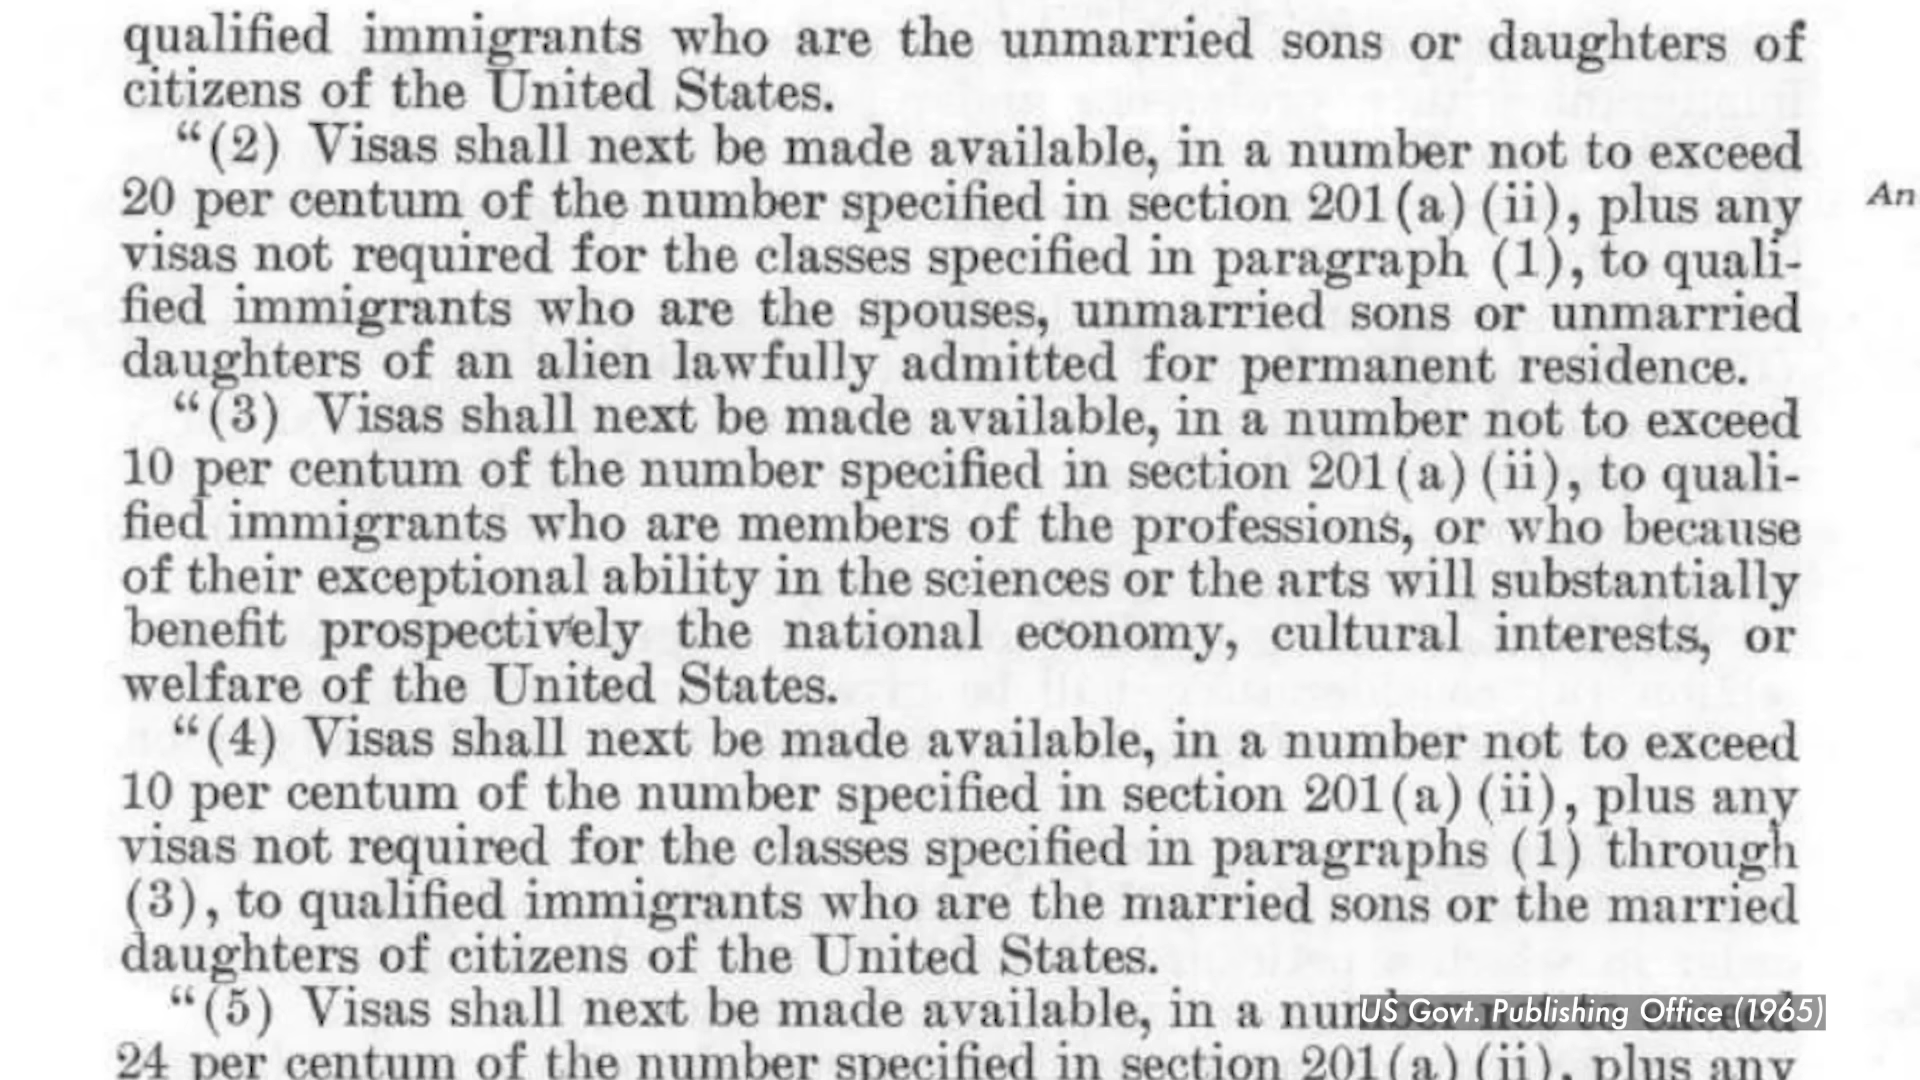 qualified immigrants who are the unmarried sons or daughters of
citizens of the United States.
“(2) Visas shall next be made available, in a number not to exceed
20 per centum of the number specified in section 201(a) (ii), plus any
visas not required for the classes specified in paragraph (1), to quali-
fied immigrants who are the spouses, unmarried sons or unmarried
daughters of an alien lawfully admitted for permanent residence.
An
“(3) Visas shall next be made available, in a number not to exceed
10 per centum of the number specified in section 201(a) (ii), to quali-
fied immigrants who are members of the professions, or who because
of their exceptional ability in the sciences or the arts will substantially
benefit prospectively the national economy, cultural interests, or
welfare of the United States.
“(4) Visas shall next be made available, in a number not to exceed
10 per centum of the number specified in section 201(a) (ii), plus any
visas not required for the classes specified in paragraphs (1) through
(3), to qualified immigrants who are the married sons or the married
daughters of citizens of the United States.
“(5) Visas shall next be made available, in a number not to exceed
24 per centum of the number specified in section 201(a) (ii), plus any
US Govt. Publishing Office (1965)